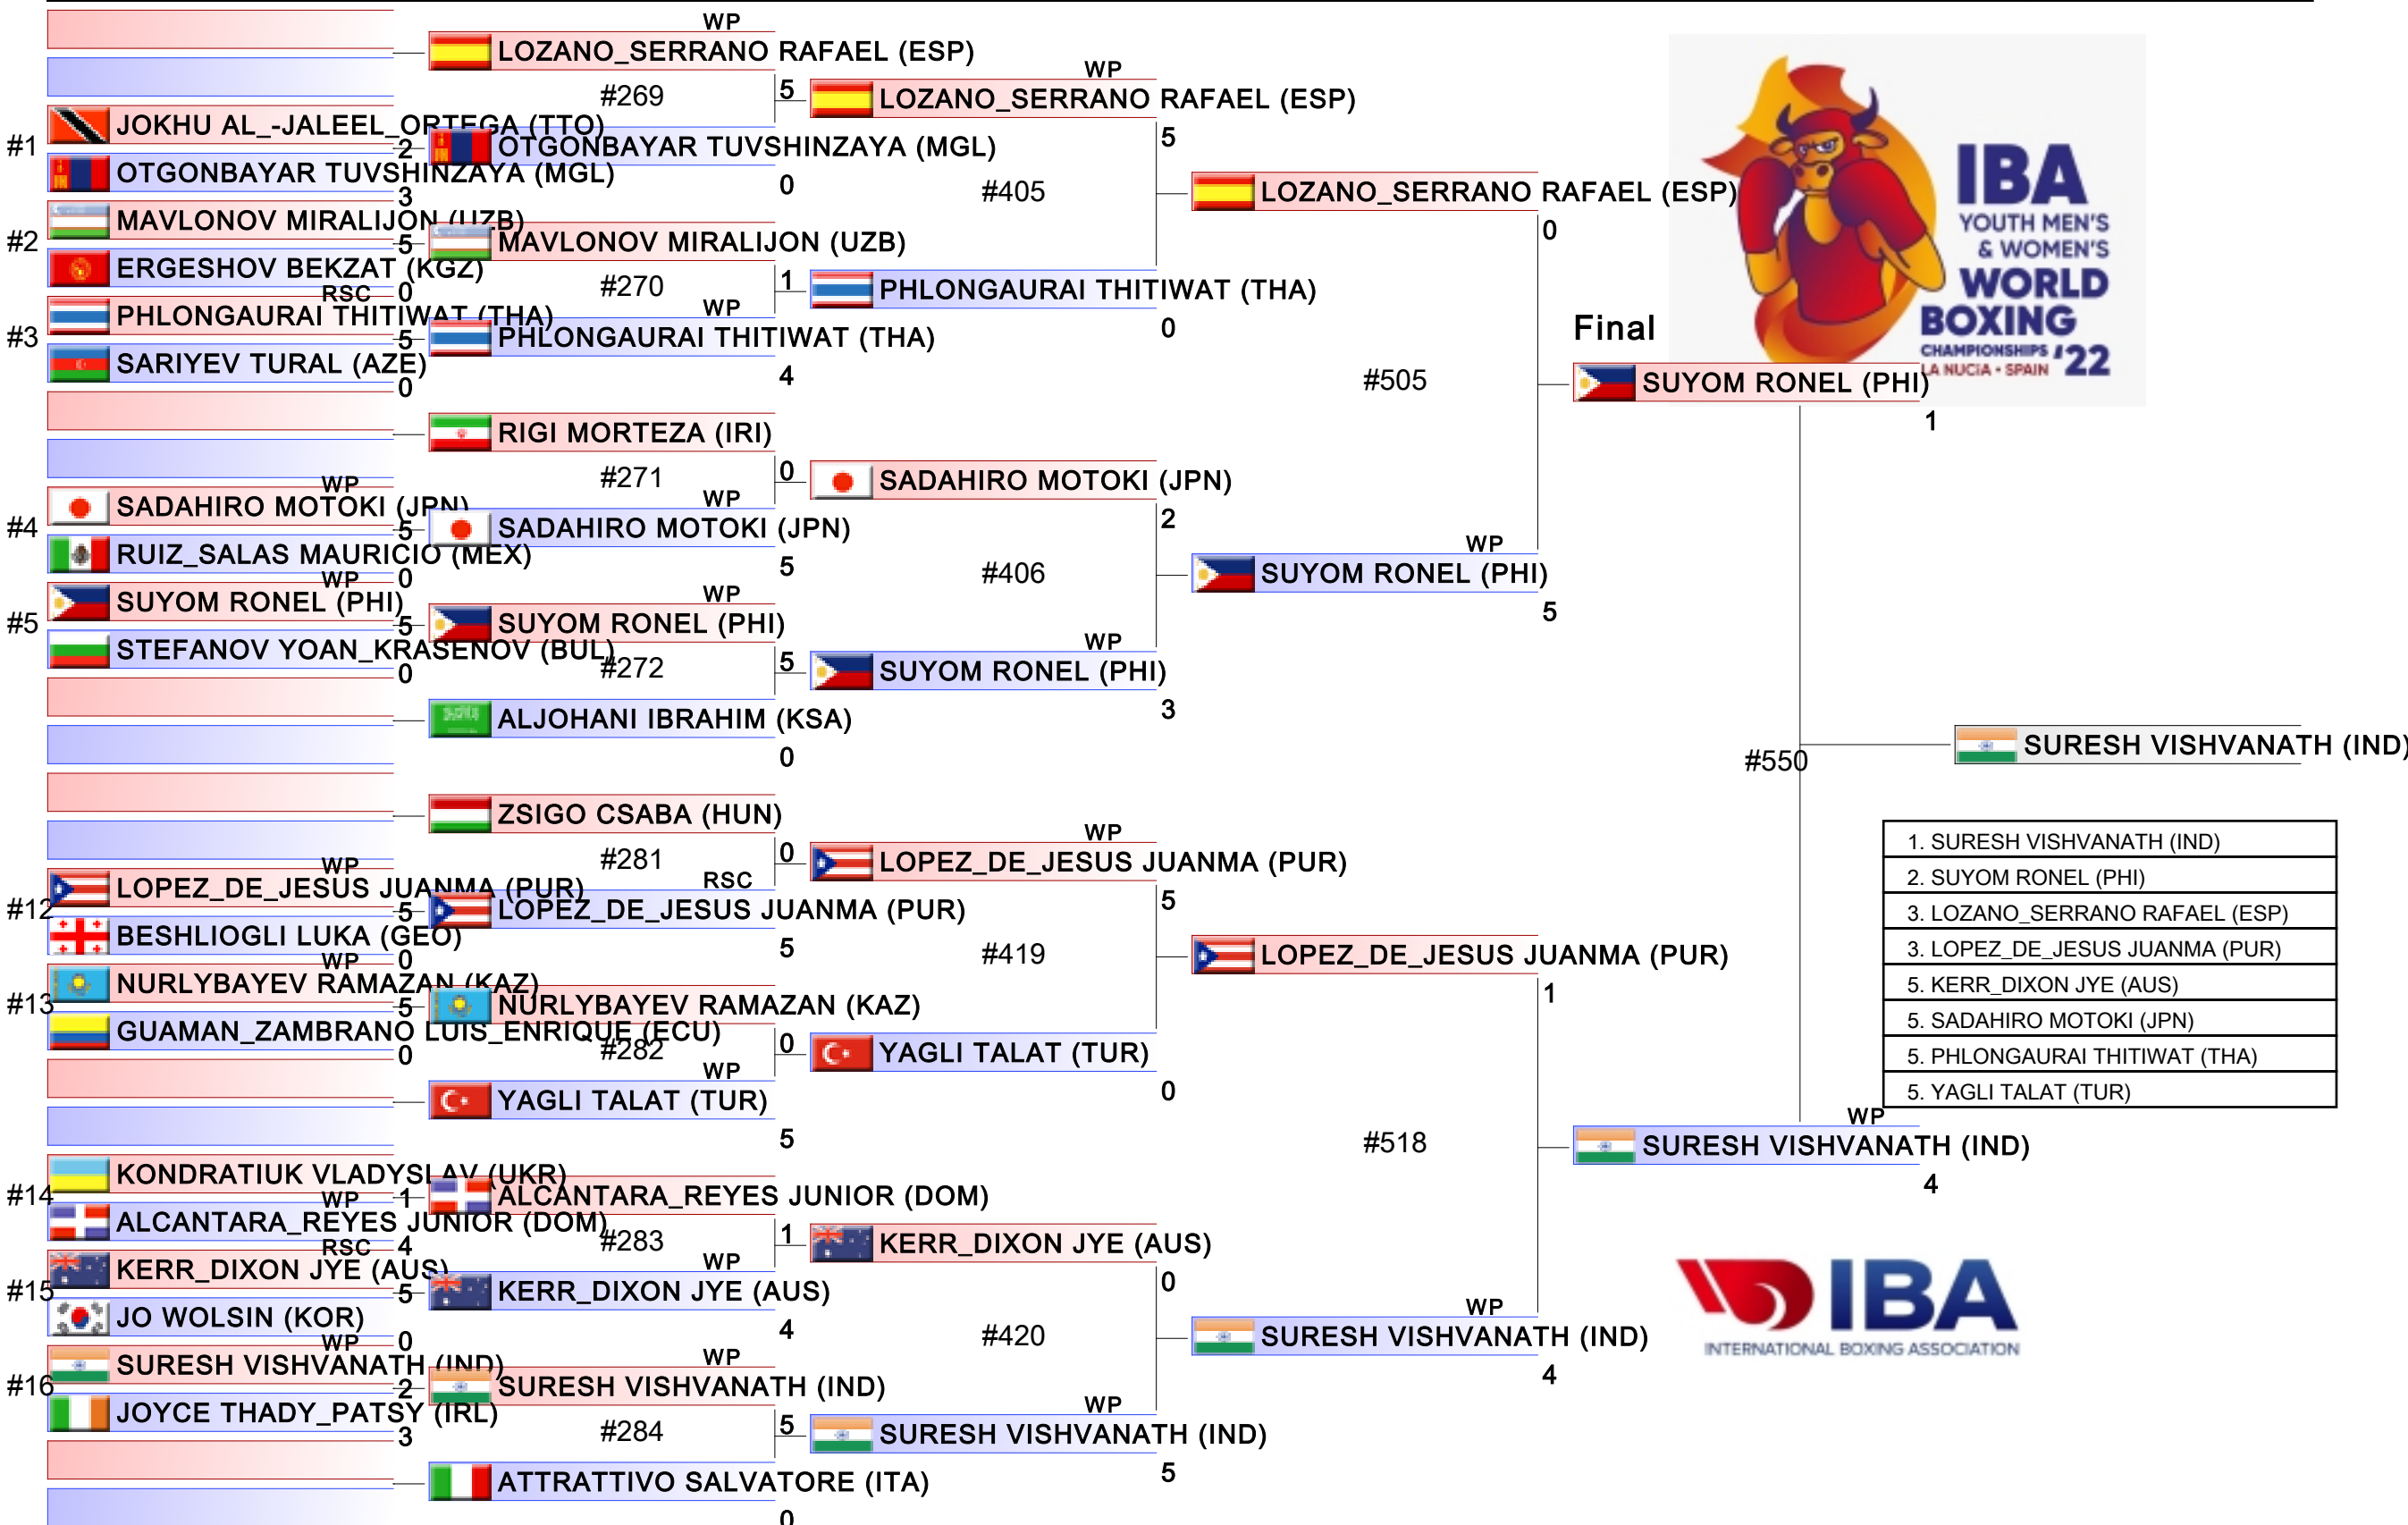 WP
LOZANO_SERRANO RAFAEL (ESP)
#269
5
#1
JOKHU AL_-JALEEL_ORTEGA (TTO)
2
OTGONBAYAR TUVSHINZAYA (MGL)
3
OTGONBAYAR TUVSHINZAYA (MGL)
0
#2
MAVLONOV MIRALIJON (UZB)
5
ERGESHOV BEKZAT (KGZ)
0
MAVLONOV MIRALIJON (UZB)
#270
1
#3
RSC
PHLONGAURAI THITIWAT (THA)
5
SARIYEV TURAL (AZE)
0
WP
PHLONGAURAI THITIWAT (THA)
4
RIGI MORTEZA (IRI)
#271
0
#4
WP
SADAHIRO MOTOKI (JPN)
5
RUIZ_SALAS MAURICIO (MEX)
0
WP
SADAHIRO MOTOKI (JPN)
5
#5
WP
SUYOM RONEL (PHI)
5
STEFANOV YOAN_KRASENOV (BUL)
0
WP
SUYOM RONEL (PHI)
#272
5
ALJOHANI IBRAHIM (KSA)
0
ZSIGO CSABA (HUN)
#281
0
#12
WP
LOPEZ_DE_JESUS JUANMA (PUR)
5
BESHLIOGLI LUKA (GEO)
0
RSC
LOPEZ_DE_JESUS JUANMA (PUR)
5
#13
WP
NURLYBAYEV RAMAZAN (KAZ)
5
GUAMAN_ZAMBRANO LUIS_ENRIQUE (ECU)
0
NURLYBAYEV RAMAZAN (KAZ)
#282
0
WP
YAGLI TALAT (TUR)
5
#14
KONDRATIUK VLADYSLAV (UKR)
1
WP
ALCANTARA_REYES JUNIOR (DOM)
4
ALCANTARA_REYES JUNIOR (DOM)
#283
1
#15
RSC
KERR_DIXON JYE (AUS)
5
JO WOLSIN (KOR)
0
WP
KERR_DIXON JYE (AUS)
4
#16
WP
SURESH VISHVANATH (IND)
2
JOYCE THADY_PATSY (IRL)
3
WP
SURESH VISHVANATH (IND)
#284
5
ATTRATTIVO SALVATORE (ITA)
0
WP
LOZANO_SERRANO RAFAEL (ESP)
5
#405
PHLONGAURAI THITIWAT (THA)
0
SADAHIRO MOTOKI (JPN)
2
#406
WP
SUYOM RONEL (PHI)
3
WP
LOPEZ_DE_JESUS JUANMA (PUR)
5
#419
YAGLI TALAT (TUR)
0
KERR_DIXON JYE (AUS)
0
#420
WP
SURESH VISHVANATH (IND)
5
LOZANO_SERRANO RAFAEL (ESP)
0
#505
WP
SUYOM RONEL (PHI)
5
LOPEZ_DE_JESUS JUANMA (PUR)
1
#518
WP
SURESH VISHVANATH (IND)
4
Final
SUYOM RONEL (PHI)
1
#550
WP
SURESH VISHVANATH (IND)
4
SURESH VISHVANATH (IND)
IBA
YOUTH MEN'S
& WOMEN'S
WORLD
BOXING
CHAMPIONSHIPS '22
LA NUCiA • SPAIN
1. SURESH VISHVANATH (IND)
2. SUYOM RONEL (PHI)
3. LOZANO_SERRANO RAFAEL (ESP)
3. LOPEZ_DE_JESUS JUANMA (PUR)
5. KERR_DIXON JYE (AUS)
5. SADAHIRO MOTOKI (JPN)
5. PHLONGAURAI THITIWAT (THA)
5. YAGLI TALAT (TUR)
IBA
INTERNATIONAL BOXING ASSOCIATION